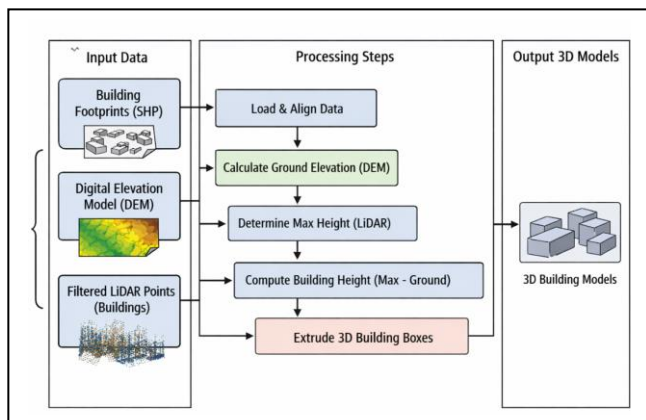 Input Data
Building
Footprints (SHP)
Digital Elevation
Model (DEM)
Filtered LiDAR Points
(Buildings)
Processing Steps
Load & Align Data
Calculate Ground Elevation (DEM)
Determine Max Height (LiDAR)
Compute Building Height (Max - Ground)
Extrude 3D Building Boxes
Output 3D Models
3D Building Models